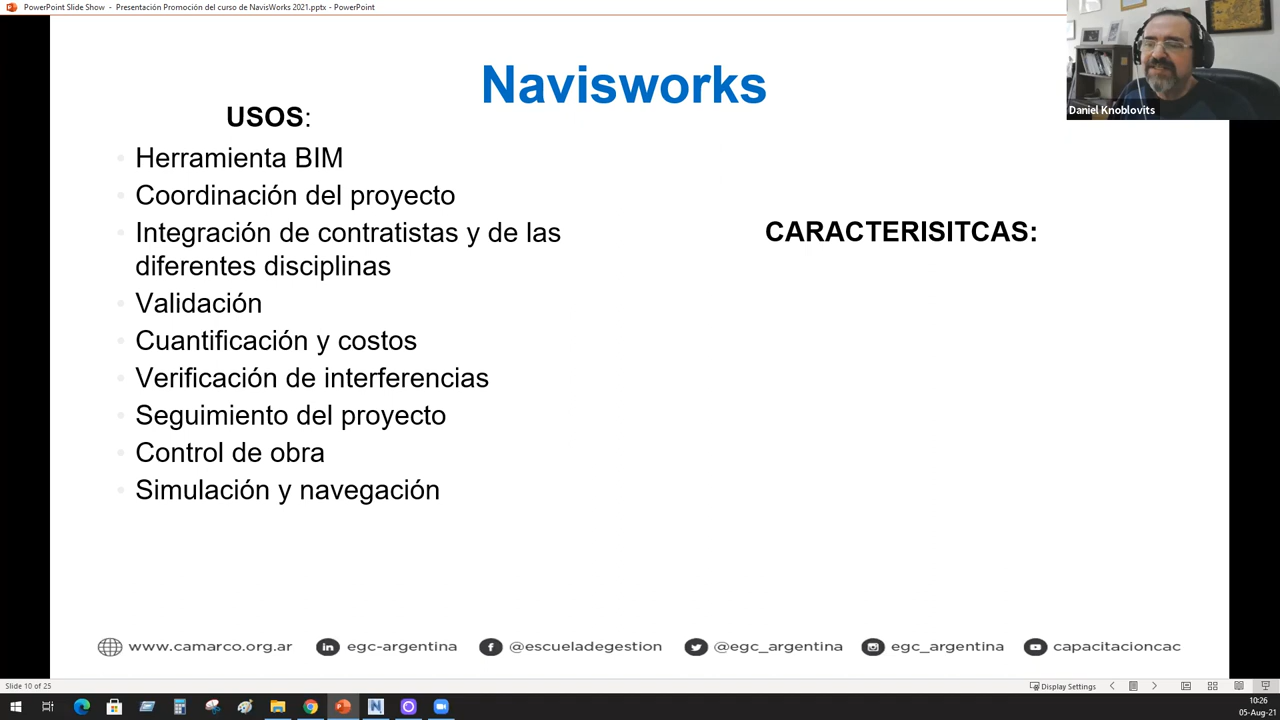 PowerPoint Slide Show - Presentación Promoción del curso de NavisWorks 2021.pptx - PowerPoint
Navisworks
USOS:
Herramienta BIM
Coordinación del proyecto
Integración de contratistas y de las
diferentes disciplinas
Validación
Cuantificación y costos
Verificación de interferencias
Seguimiento del proyecto
Control de obra
Simulación y navegación
CARACTERISITCAS:
Daniel Knoblovits
www.camarco.org.ar egc-argentina @escueladegestion @egc_argentina egc_argentina capacitacioncac
Slide 10 of 25 Display Settings
10:26
05-Aug-21